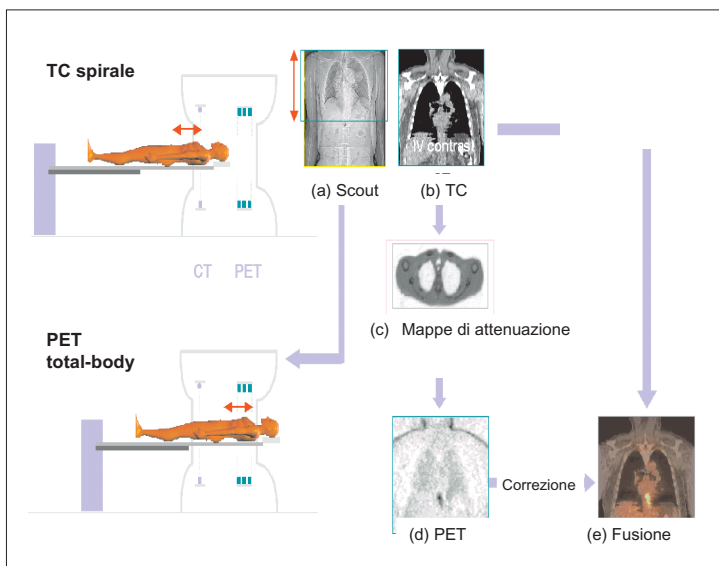 TC spirale
IV contrast
(a) Scout
(b) TC
CT PET
(c) Mappe di attenuazione
PET
total-body
Correzione
(d) PET
(e) Fusione